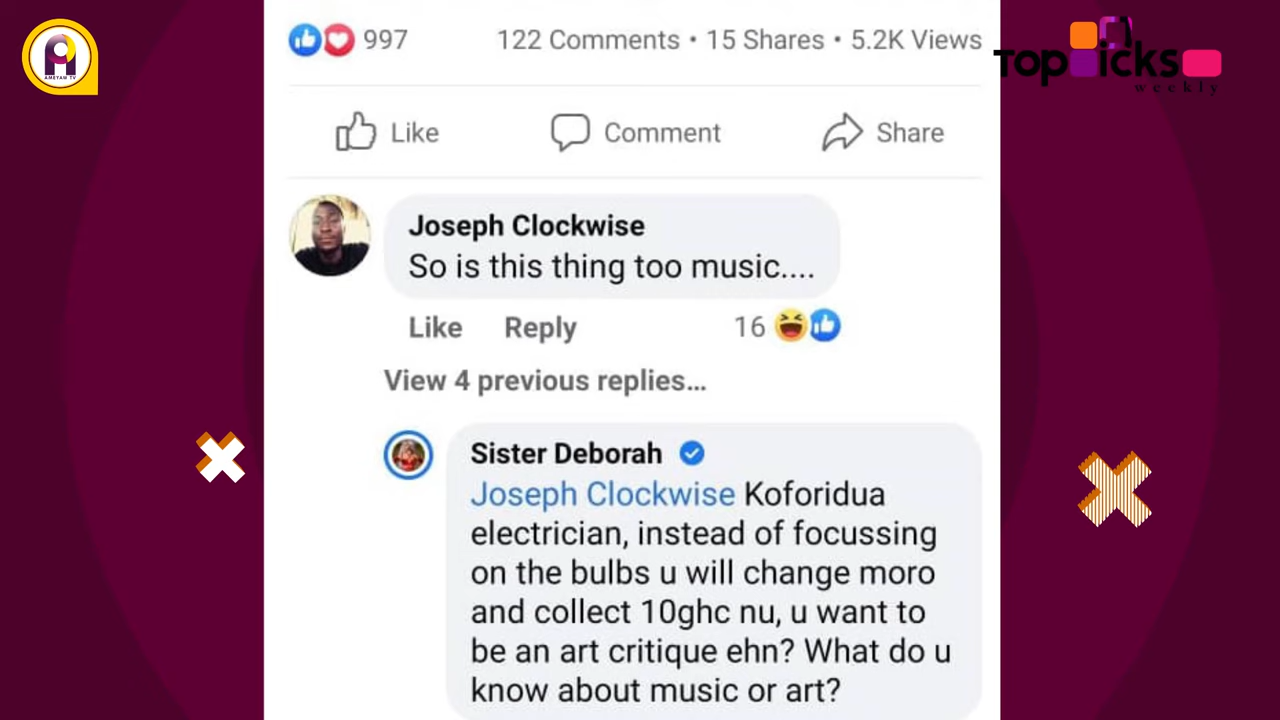 997
122 Comments • 15 Shares • 5.2K Views
AMEYAW TV
TopPicks
weekly
Like
Comment
Share
Joseph Clockwise
So is this thing too music....
Like
Reply
16
View 4 previous replies...
Sister Deborah
Joseph Clockwise Koforidua
electrician, instead of focussing
on the bulbs u will change moro
and collect 10ghc nu, u want to
be an art critique ehn? What do u
know about music or art?